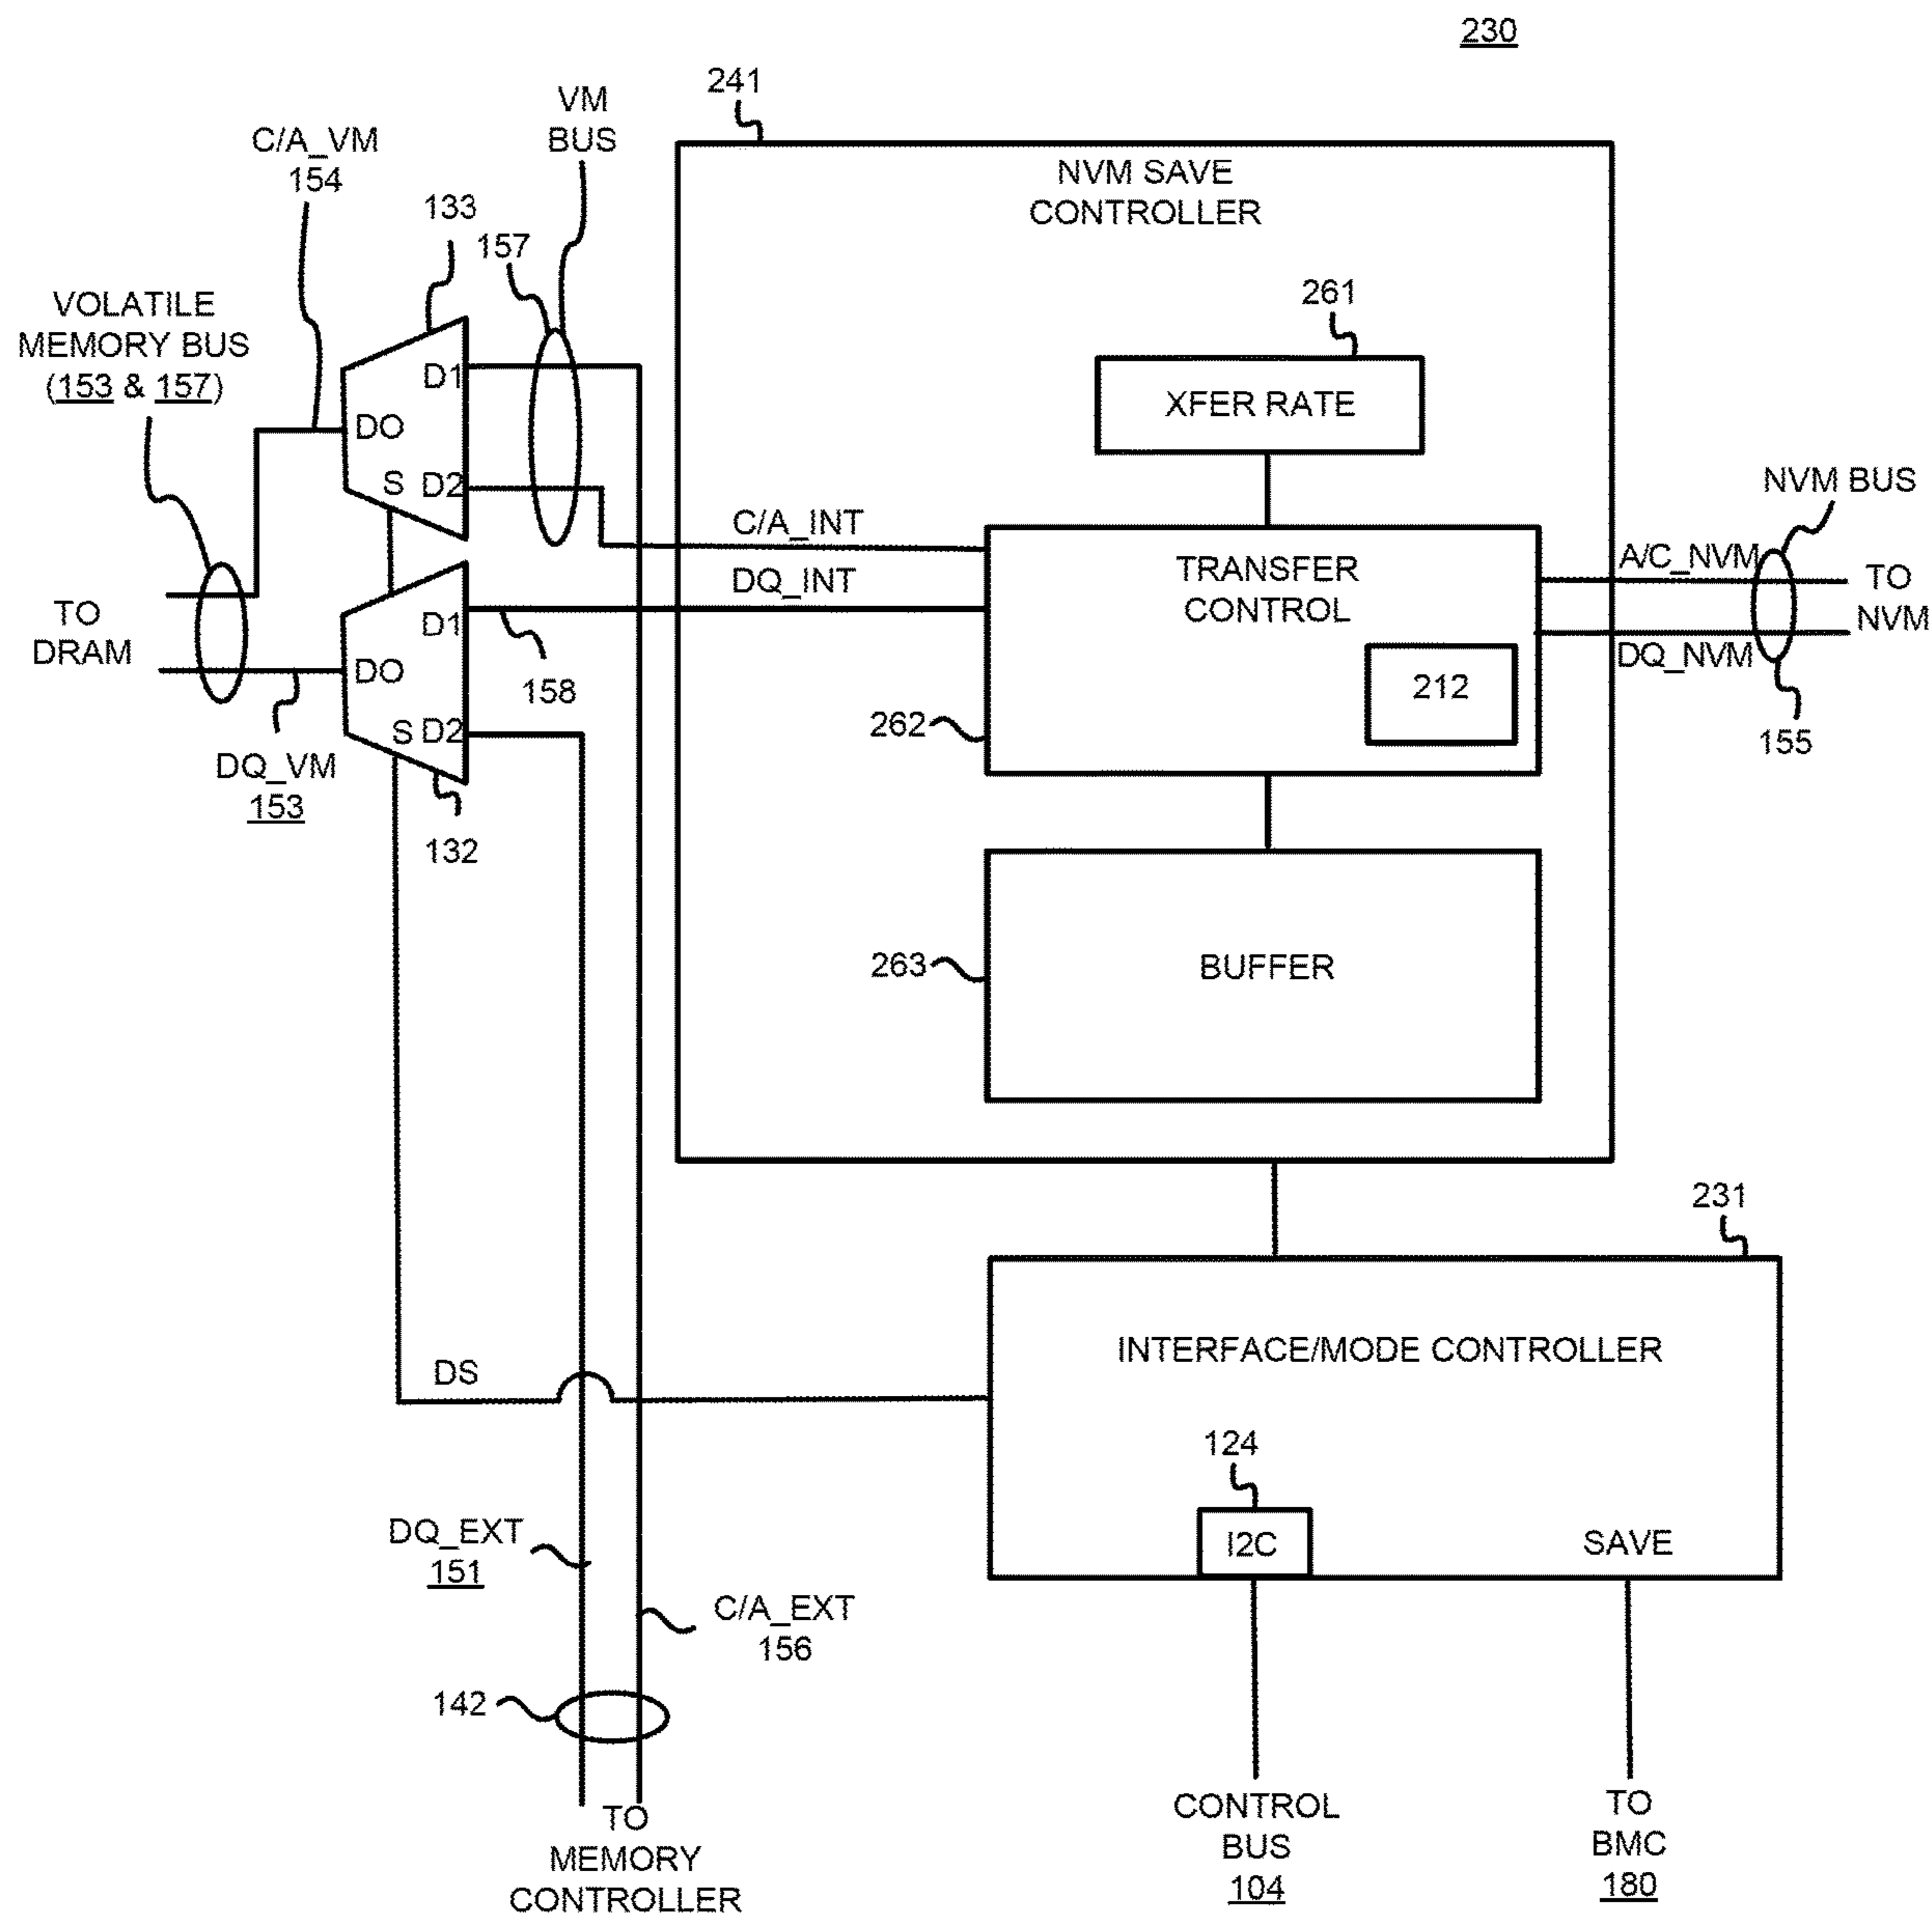 230
241
VM
BUS
C/A_VM
154
133
157
NVM SAVE
CONTROLLER
VOLATILE
MEMORY BUS
(153 & 157)
261
XFER RATE
D1
DO
S D2
NVM BUS
C/A_INT
DQ_INT
TRANSFER
CONTROL
A/C_NVM
TO
NVM
DQ_NVM
TO
DRAM
D1
DO
S D2
158
212
262
155
DQ_VM
153
132
263
BUFFER
231
INTERFACE/MODE CONTROLLER
DS
124
I2C
SAVE
DQ_EXT
151
C/A_EXT
156
142
TO
MEMORY
CONTROLLER
CONTROL
BUS
104
TO
BMC
180